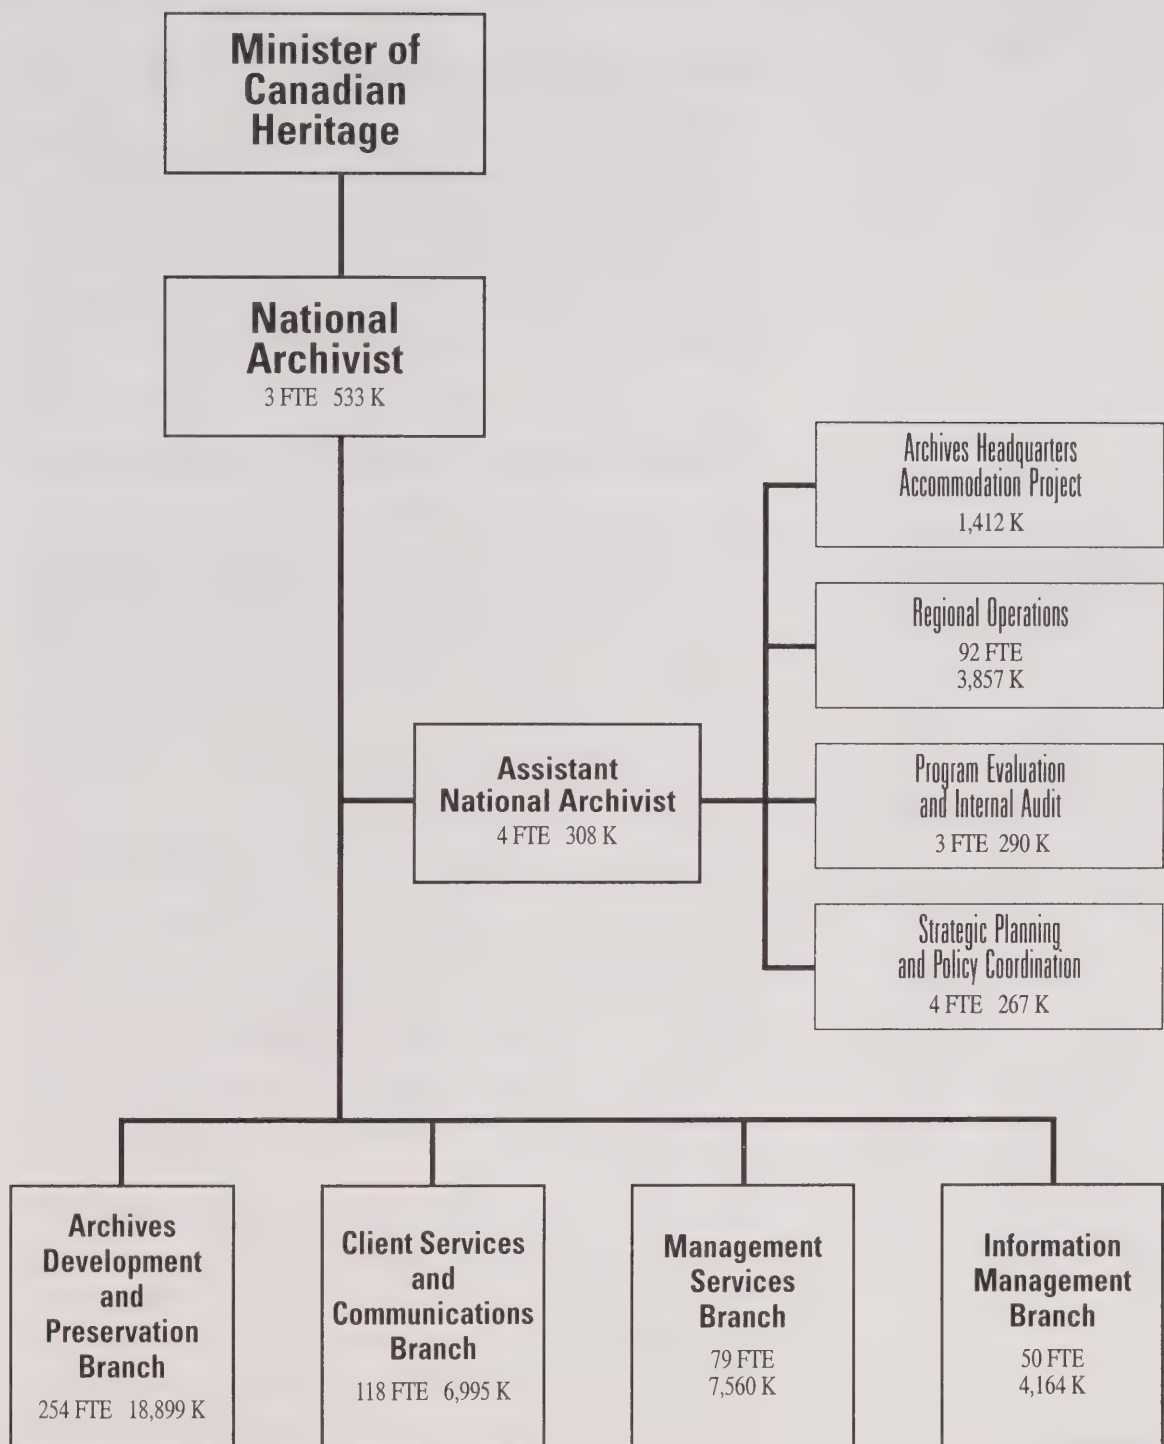 Minister of
Canadian
Heritage
National
Archivist
3 FTE 533 K
Archives Headquarters
Accommodation Project
1,412 K
Regional Operations
92 FTE
3,857 K
Assistant
National Archivist
4 FTE 308 K
Program Evaluation
and Internal Audit
3 FTE 290 K
Strategic Planning
and Policy Coordination
4 FTE 267 K
Archives
Development
and
Preservation
Branch
254 FTE 18,899 K
Client Services
and
Communications
Branch
118 FTE 6,995 K
Management
Services
Branch
79 FTE
7,560 K
Information
Management
Branch
50 FTE
4,164 K